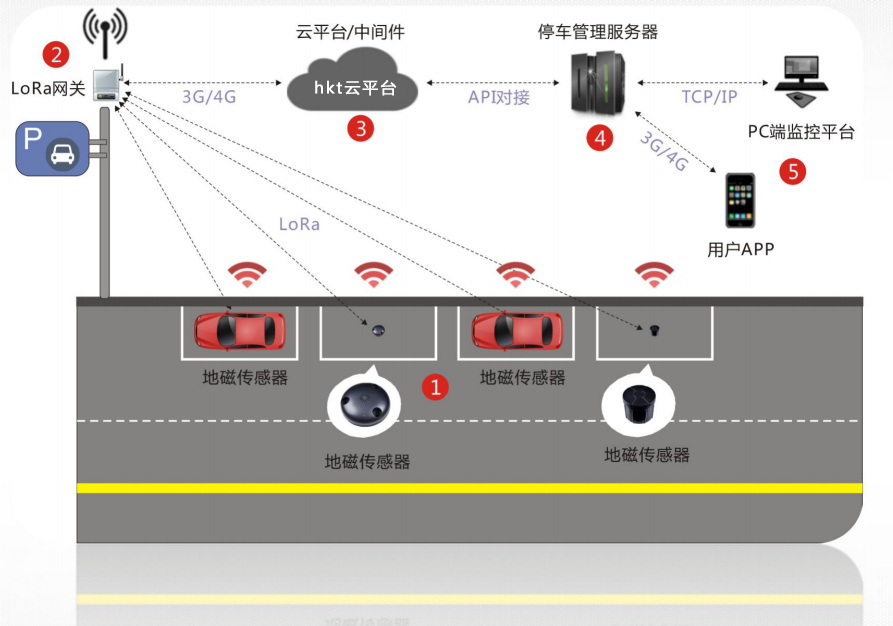 云平台/中间件
停车管理服务器
2
LoRa网关
3G/4G
hkt云平台
API对接
TCP/IP
3
4
PC端监控平台
P
3G/4G
5
LoRa
用户APP
地磁传感器
1
地磁传感器
地磁传感器
地磁传感器